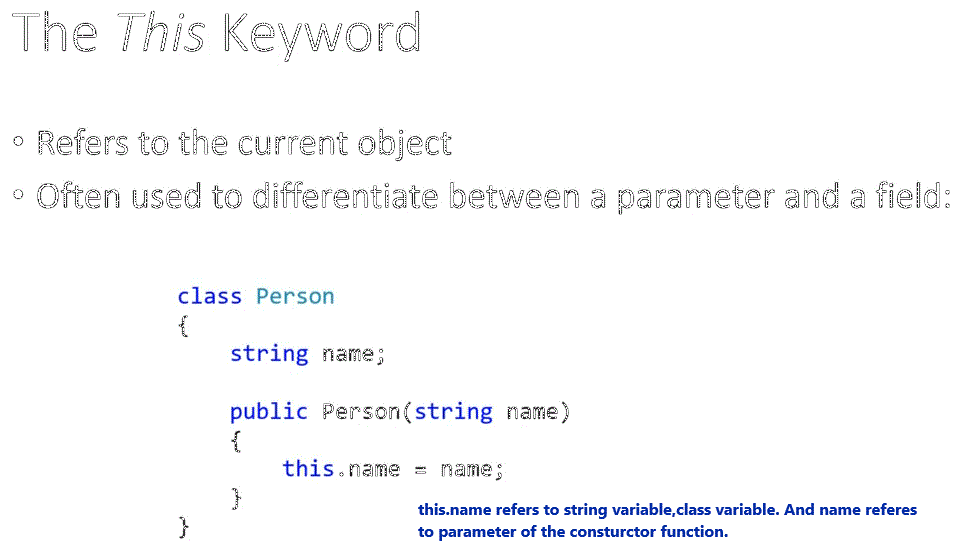 The This Keyword
• Refers to the current object
• Often used to differentiate between a parameter and a field:
class Person
{
string name;
public Person(string name)
{
this.name = name;
}
}
this.name refers to string variable,class variable. And name referes
to parameter of the consturctor function.